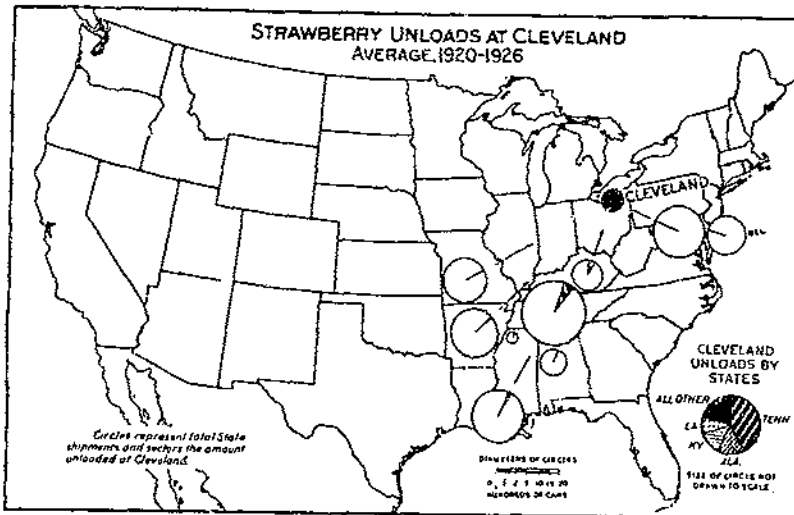 STRAWBERRY UNLOADS AT CLEVELAND
AVERAGE, 1920-1926
CLEVELAND
DEL.
CLEVELAND
UNLOADS BY
STATES
ALL OTHER
TENN
LA
KY
ALA.
SIZE OF CIRCLE NOT
DRAWN TO SCALE
Circles represent total State
shipments and sectors the amount
unloaded at Cleveland.
DIAMETERS OF CIRCLES
HUNDREDS OF CARS